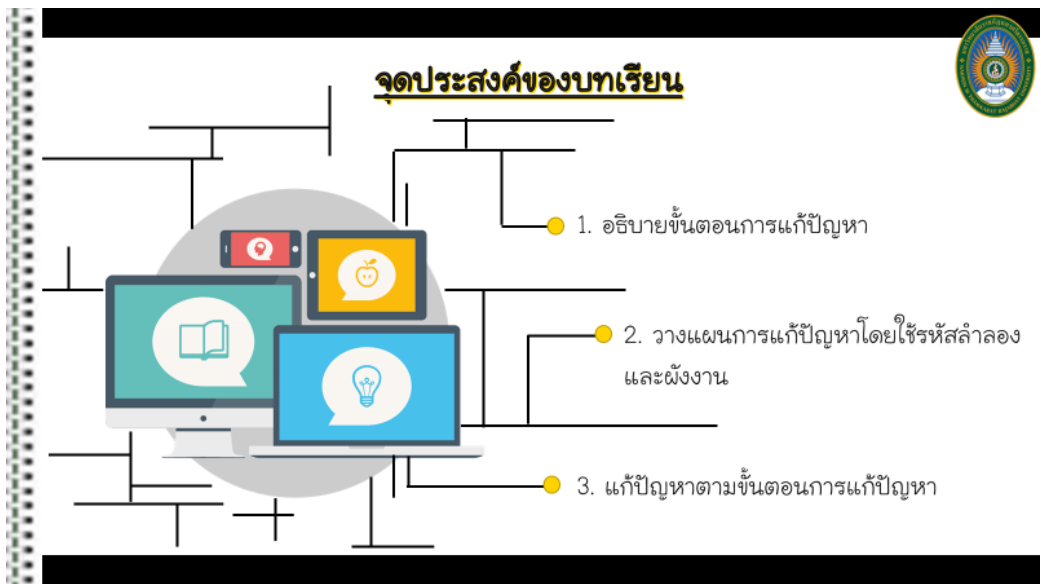 จุดประสงค์ของบทเรียน
1. อธิบายขั้นตอนการแก้ปัญหา
2. วางแผนการแก้ปัญหาโดยใช้รหัสลำลอง
และผังงาน
3. แก้ปัญหาตามขั้นตอนการแก้ปัญหา